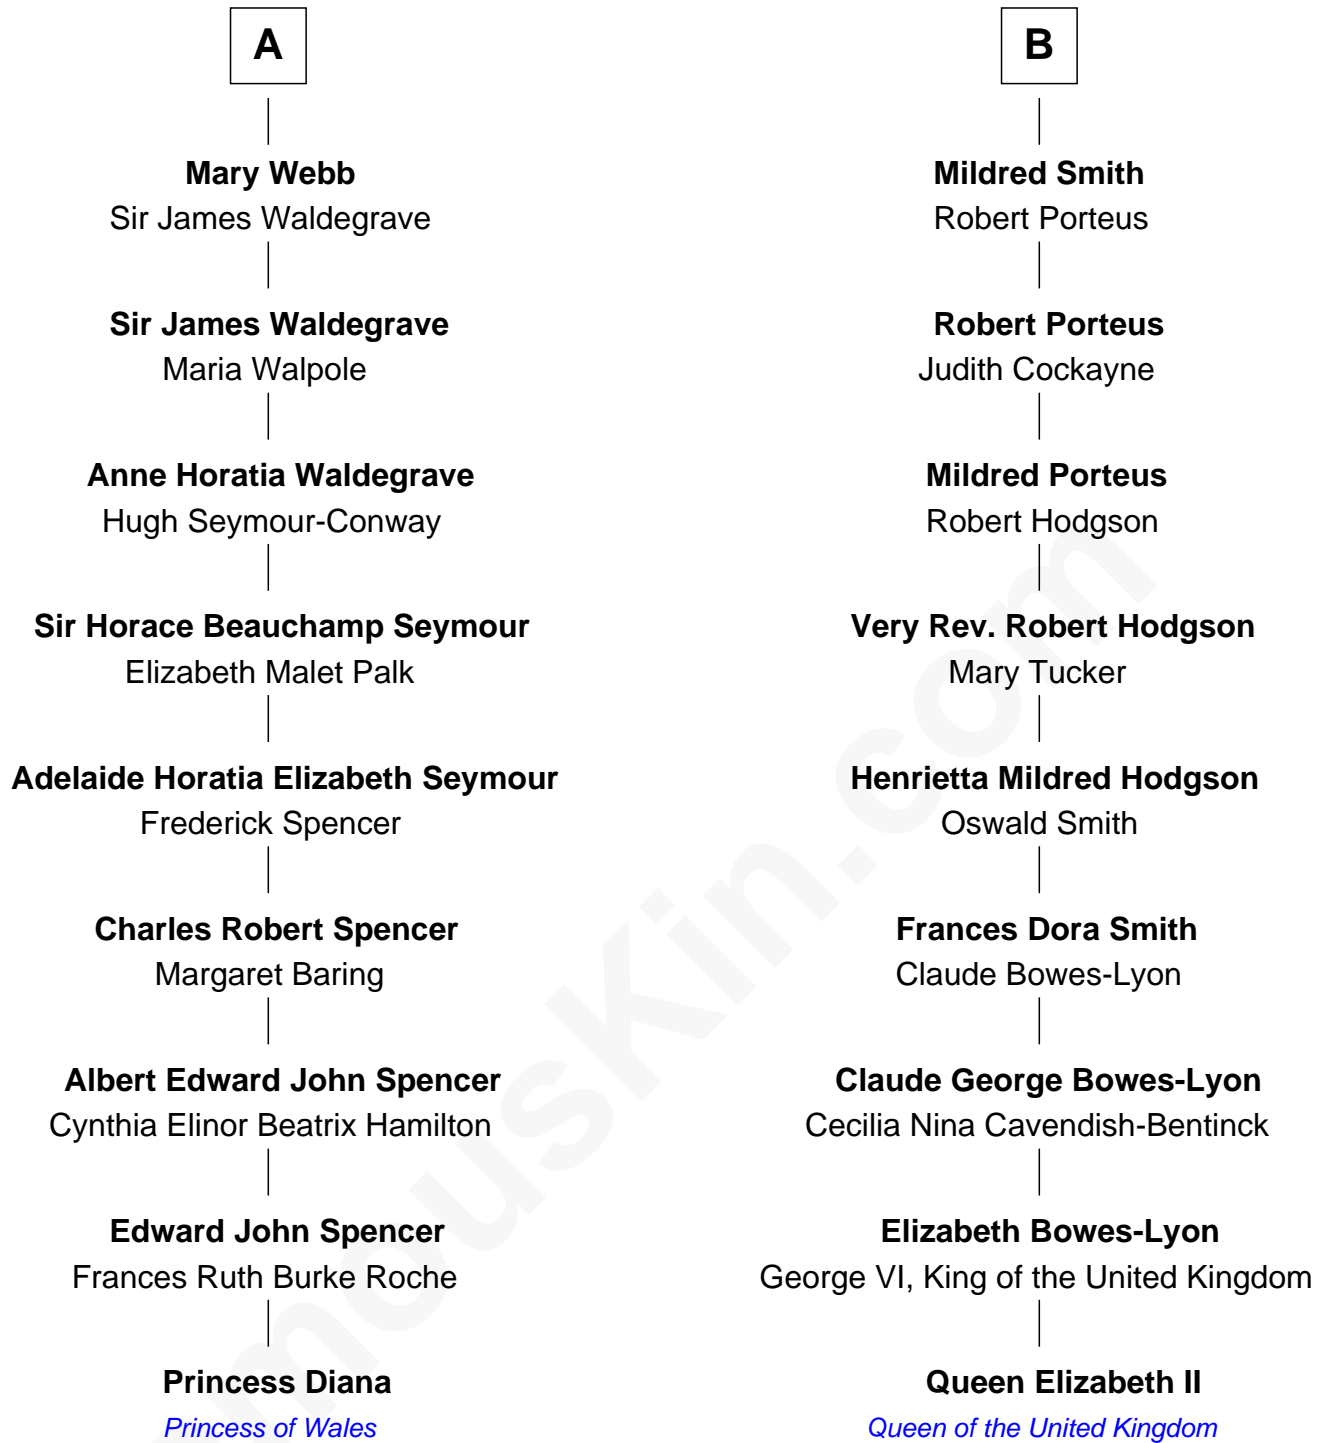 A
Mary Webb
Sir James Waldegrave
Sir James Waldegrave
Maria Walpole
Anne Horatia Waldegrave
Hugh Seymour-Conway
Sir Horace Beauchamp Seymour
Elizabeth Malet Palk
Adelaide Horatia Elizabeth Seymour
Frederick Spencer
Charles Robert Spencer
Margaret Baring
Albert Edward John Spencer
Cynthia Elinor Beatrix Hamilton
Edward John Spencer
Frances Ruth Burke Roche
Princess Diana
Princess of Wales
B
Mildred Smith
Robert Porteus
Robert Porteus
Judith Cockayne
Mildred Porteus
Robert Hodgson
Very Rev. Robert Hodgson
Mary Tucker
Henrietta Mildred Hodgson
Oswald Smith
Frances Dora Smith
Claude Bowes-Lyon
Claude George Bowes-Lyon
Cecilia Nina Cavendish-Bentinck
Elizabeth Bowes-Lyon
George VI, King of the United Kingdom
Queen Elizabeth II
Queen of the United Kingdom
mousKin.com